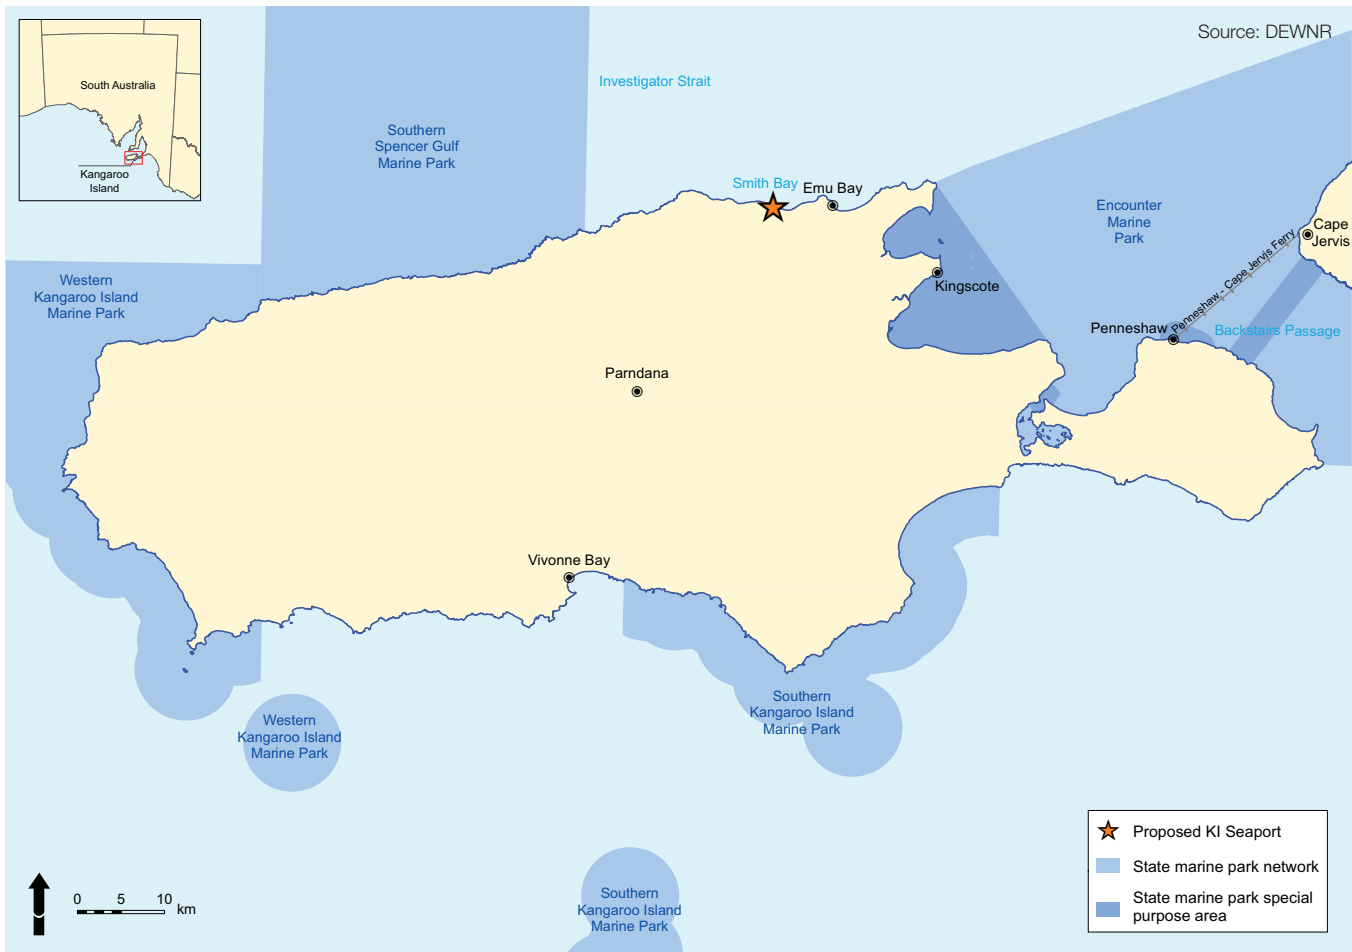 Source: DEWNR
South Australia
Kangaroo
Island
Investigator Strait
Southern
Spencer Gulf
Marine Park
Smith Bay
Emu Bay
Encounter
Marine
Park
Cape
Jervis
Penneshaw - Cape Jervis Ferry
Western
Kangaroo Island
Marine Park
Kingscote
Penneshaw
Backstairs Passage
Parndana
Vivonne Bay
Western
Kangaroo Island
Marine Park
Southern
Kangaroo Island
Marine Park
Southern
Kangaroo Island
Marine Park
0 5 10
km
Proposed KI Seaport
State marine park network
State marine park special
purpose area